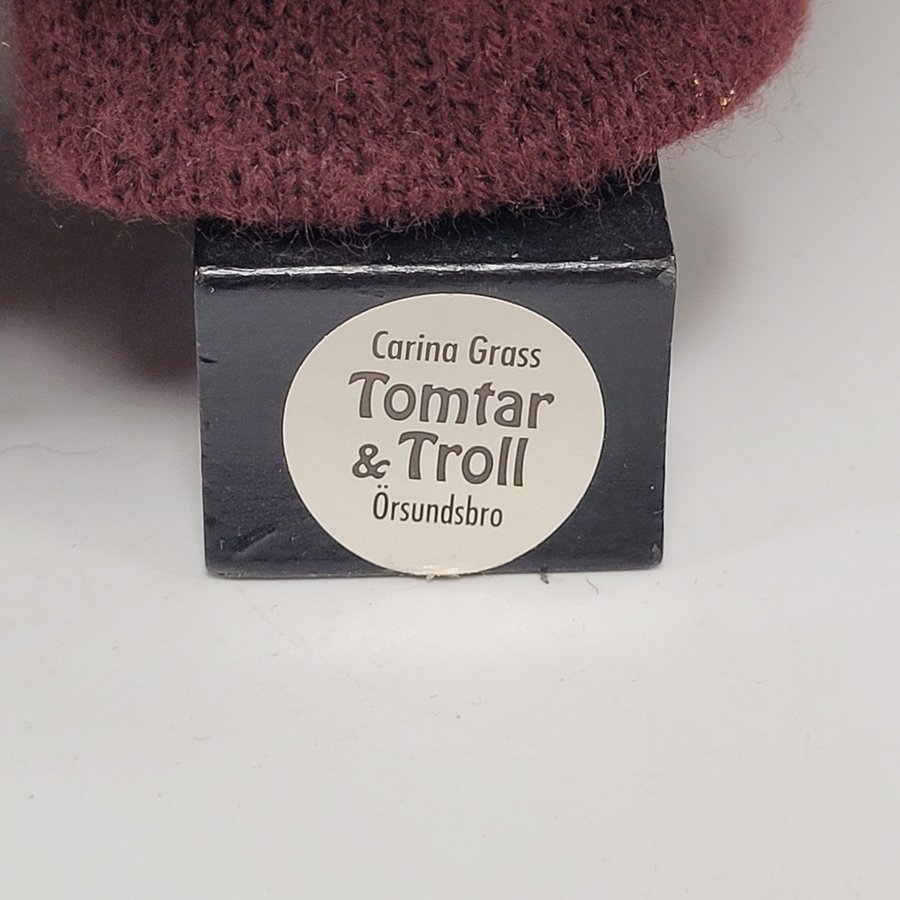 Carina Grass
Tomtar
& Troll
Örsundsbro